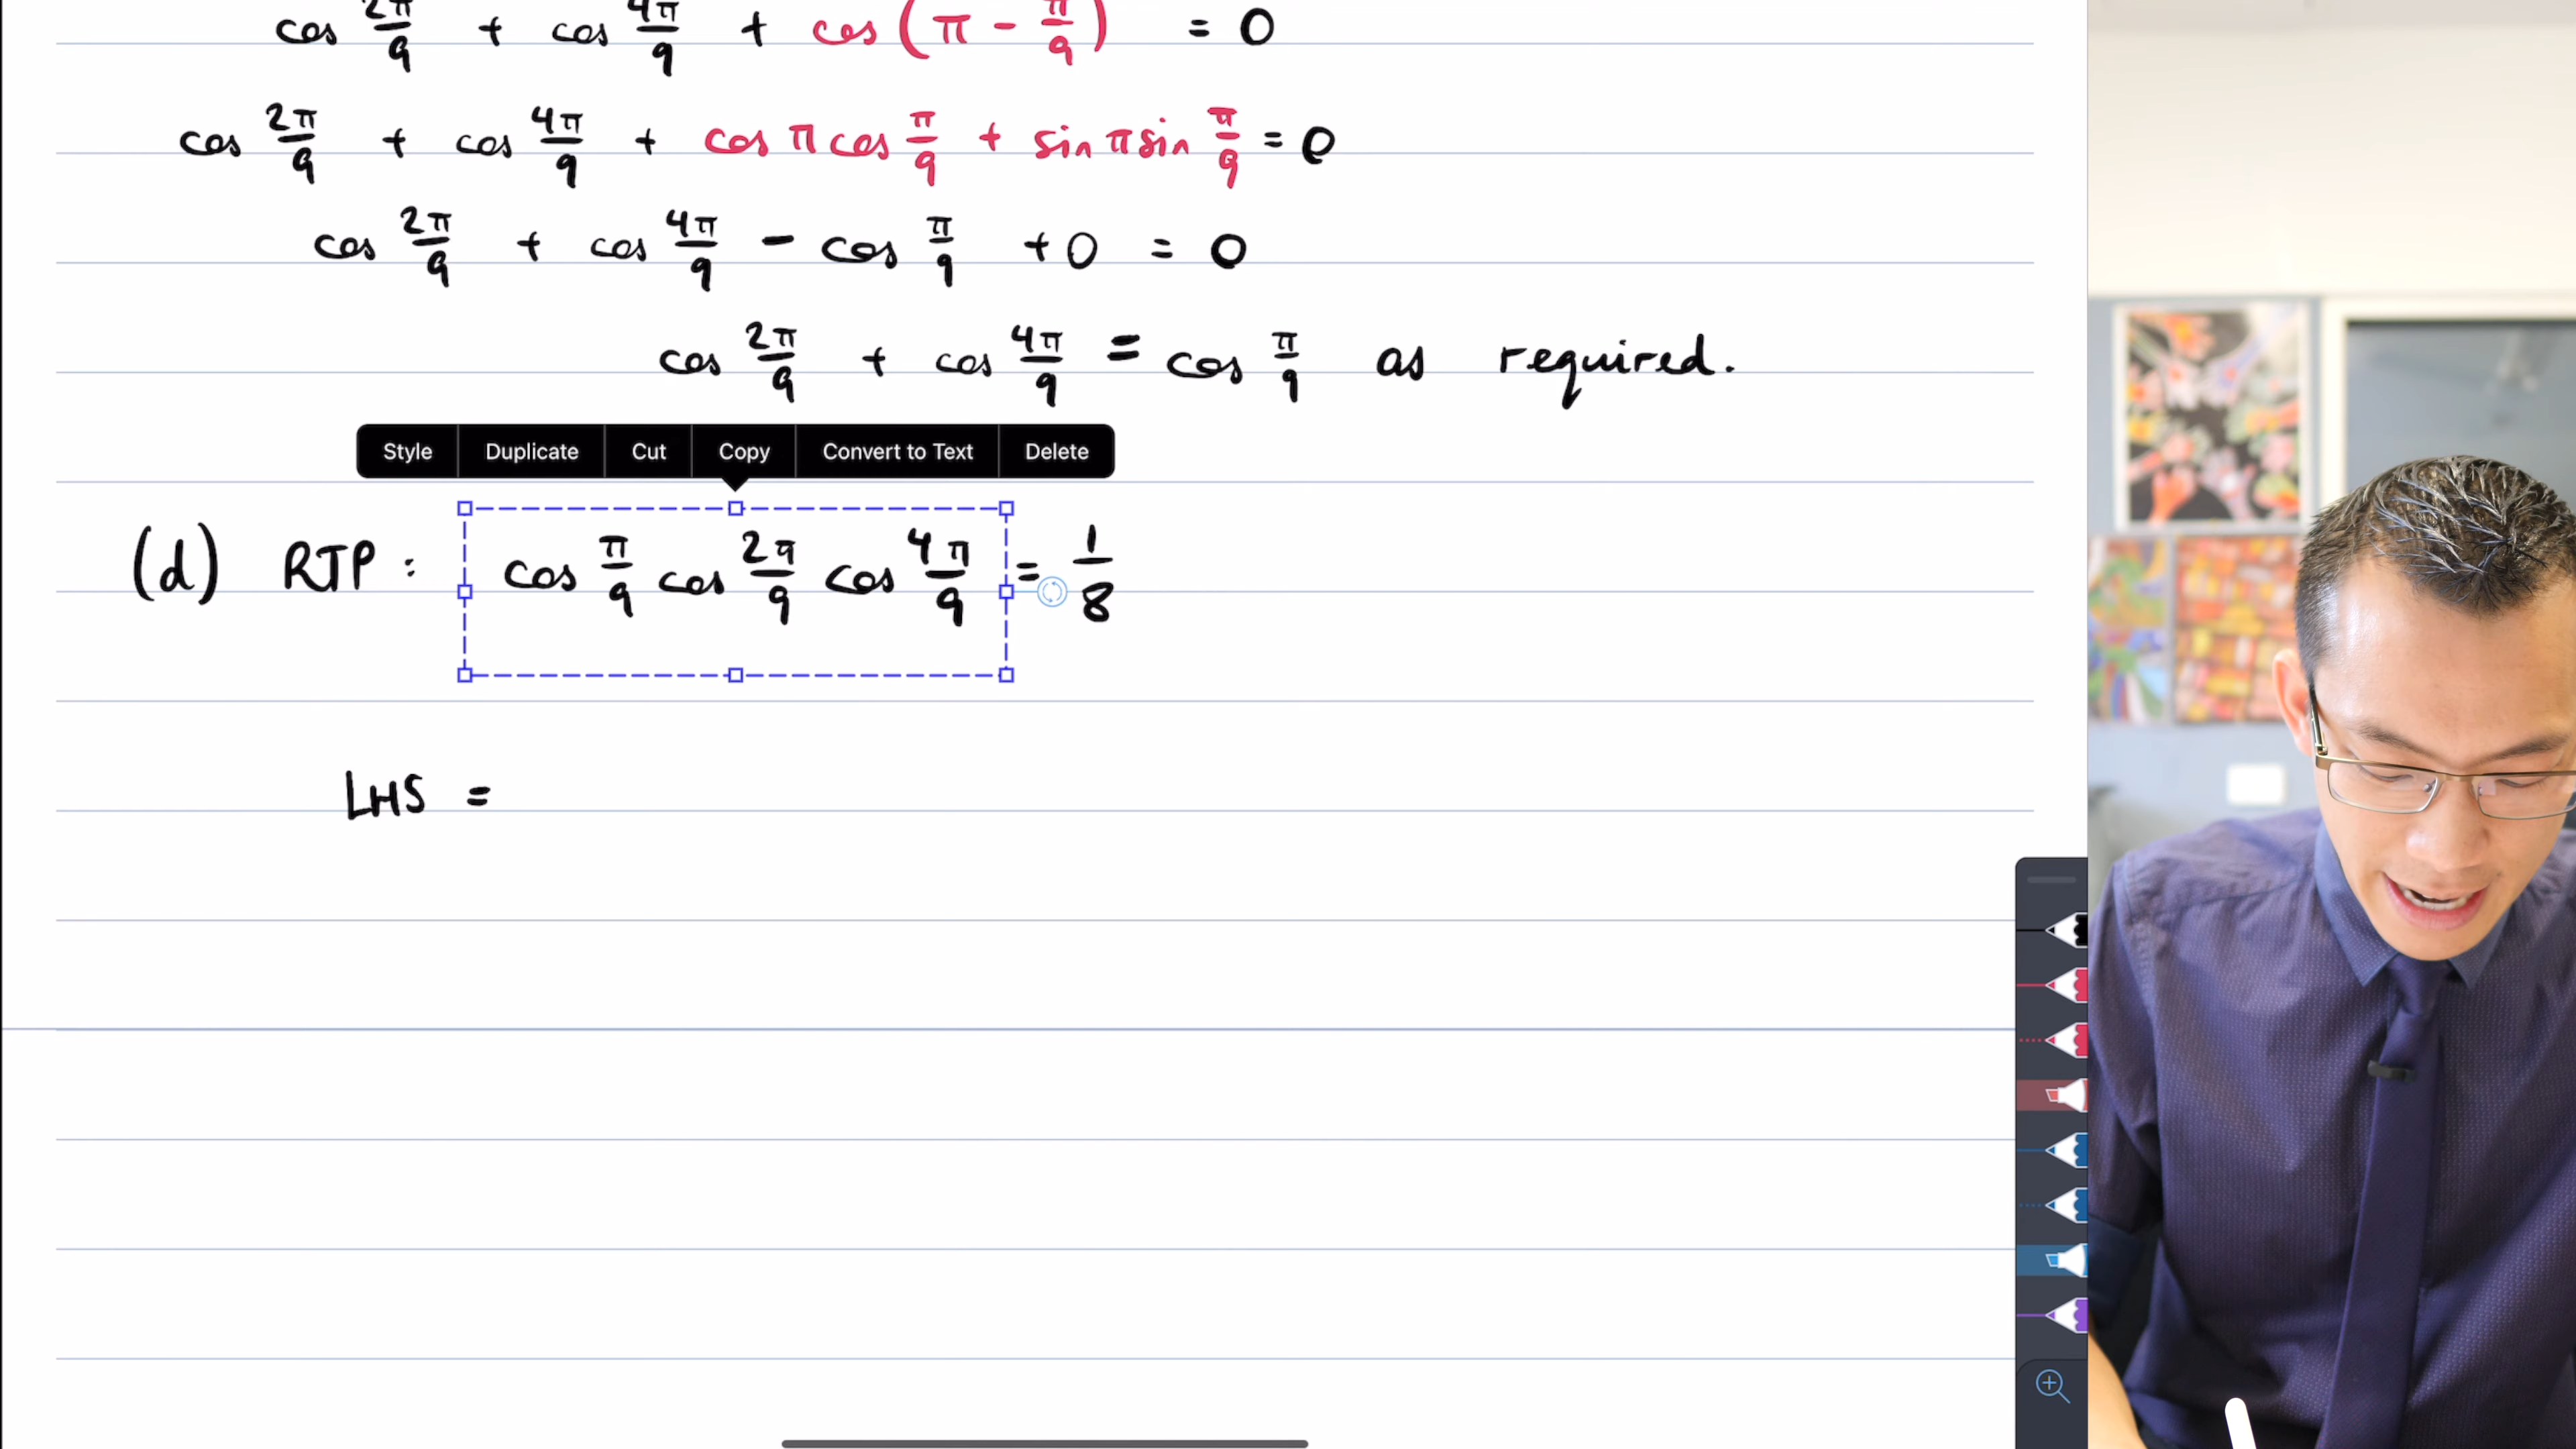 cos 2π/9 + cos 4π/9 + cos (π - π/9) = 0
cos 2π/9 + cos 4π/9 + cos π cos π/9 + sin π sin π/9 = 0
cos 2π/9 + cos 4π/9 - cos π/9 + 0 = 0
cos 2π/9 + cos 4π/9 = cos π/9 as required.
Style Duplicate Cut Copy Convert to Text Delete
(d) RTP : cos π/9 cos 2π/9 cos 4π/9 = 1/8
LHS =